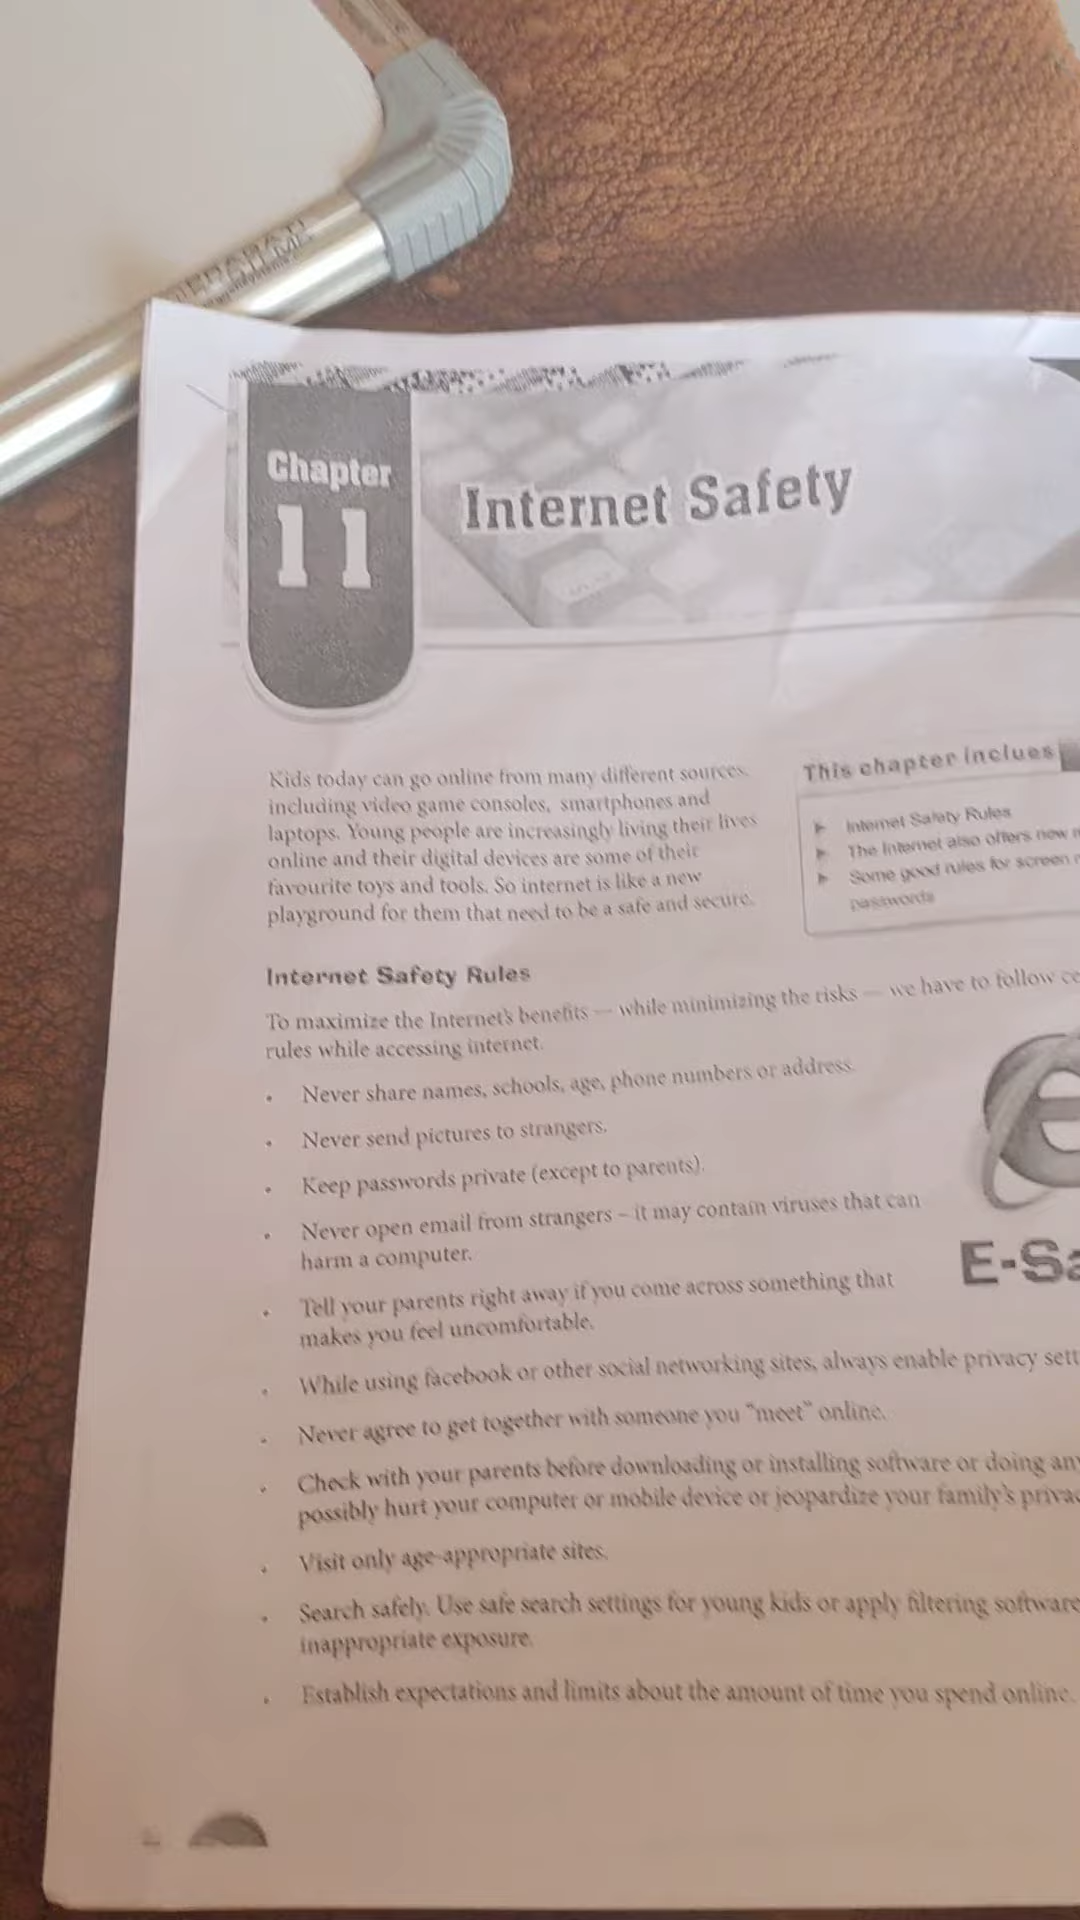 Chapter
11
Internet Safety
Kids today can go online from many different sources,
including video game consoles, smartphones and
laptops. Young people are increasingly living their lives
online and their digital devices are some of their
favourite toys and tools. So internet is like a new
playground for them that need to be a safe and secure.
This chapter inclues
Internet Safety Rules
The Internet also offers new
Some good rules for screen
passwords
Internet Safety Rules
To maximize the Internet's benefits — while minimizing the risks — we have to follow
rules while accessing internet.
• Never share names, schools, age, phone numbers or address.
• Never send pictures to strangers.
• Keep passwords private (except to parents).
• Never open email from strangers – it may contain viruses that can
harm a computer.
• Tell your parents right away if you come across something that
makes you feel uncomfortable.
• While using facebook or other social networking sites, always enable privacy
• Never agree to get together with someone you "meet" online.
• Check with your parents before downloading or installing software or doing
possibly hurt your computer or mobile device or jeopardize your family's
• Visit only age-appropriate sites.
• Search safely. Use safe search settings for young kids or apply filtering software
inappropriate exposure.
• Establish expectations and limits about the amount of time you spend online.